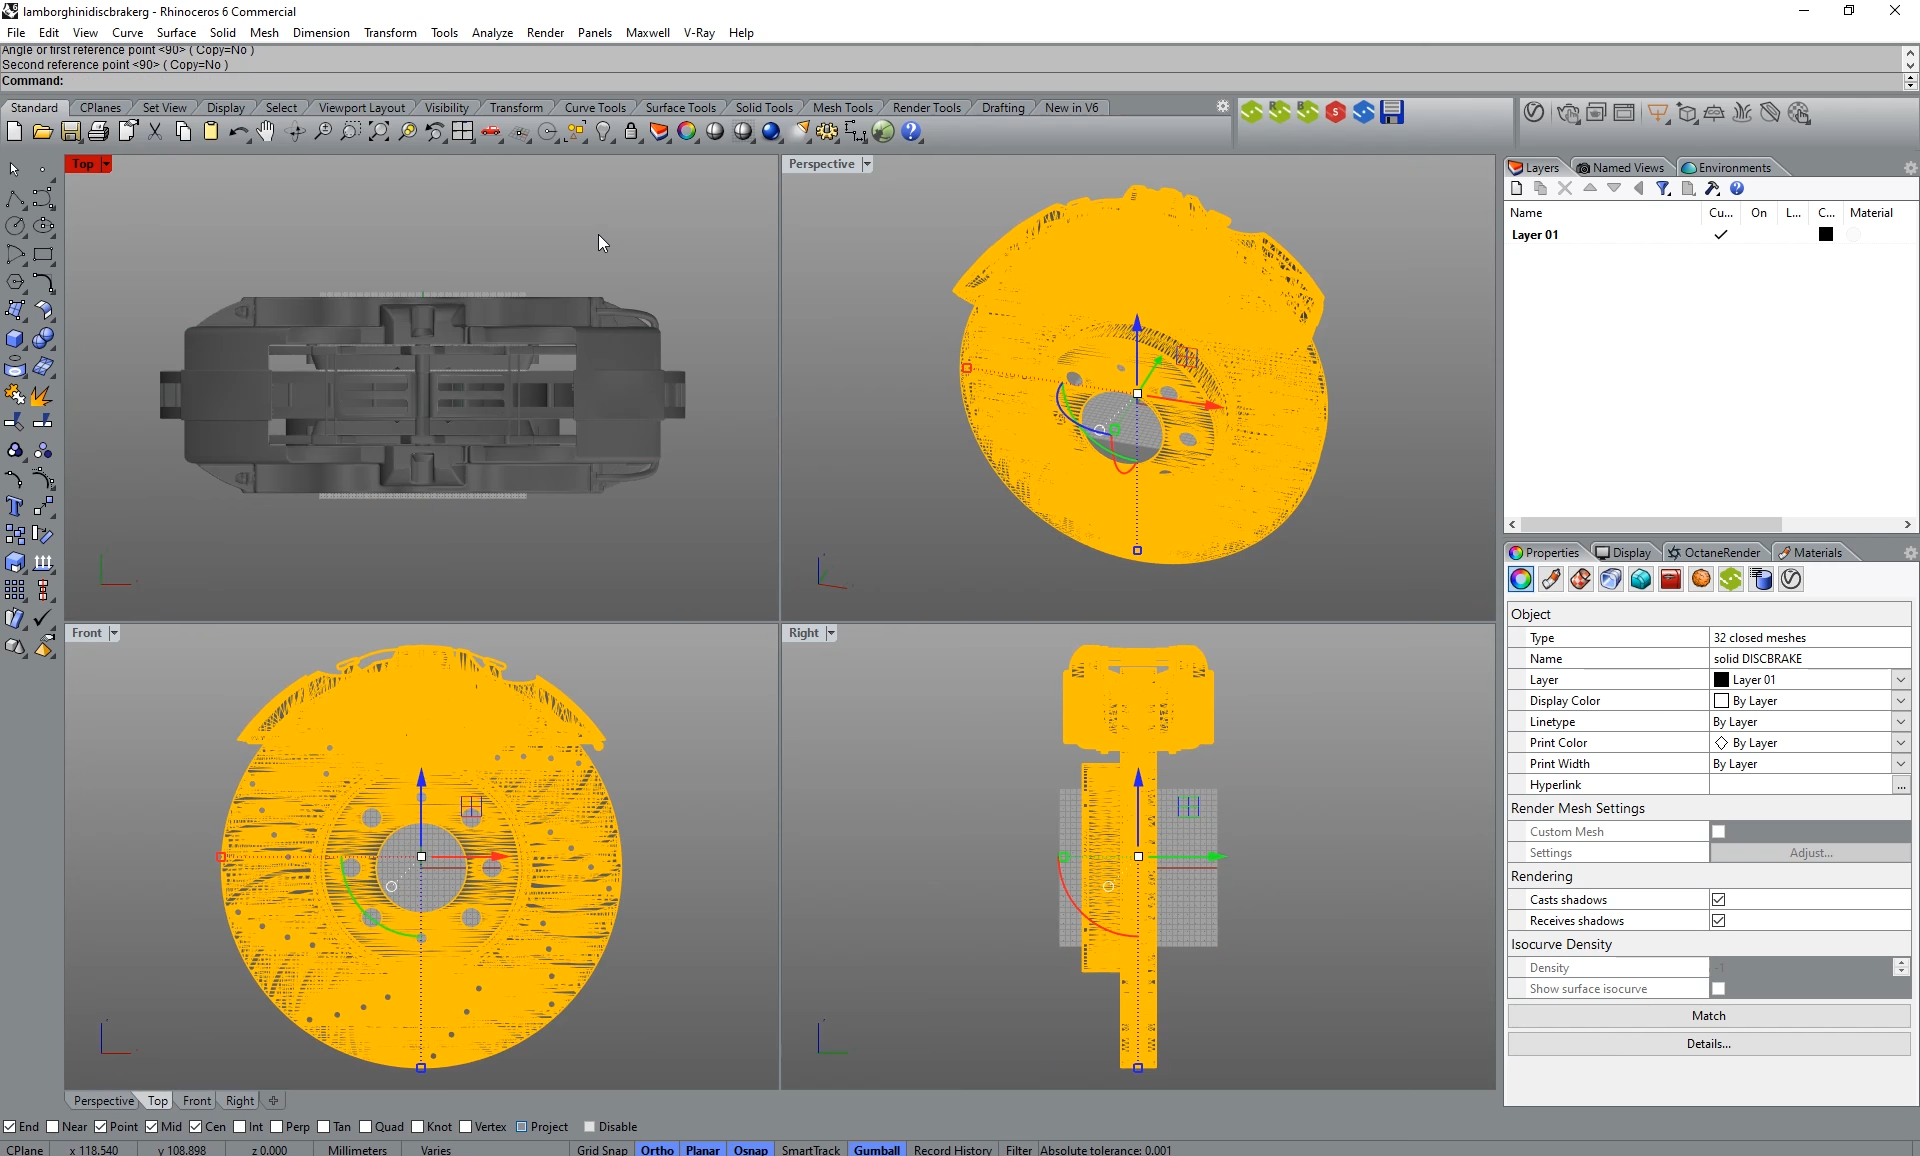 lamborghinidiscbrakerg - Rhinoceros 6 Commercial
File Edit View Curve Surface Solid Mesh Dimension Transform Tools Analyze Render Panels Maxwell V-Ray Help
Angle or first reference point <90> ( Copy=No )
Second reference point <90> ( Copy=No )
Command:
Standard CPlanes Set View Display Select Viewport Layout Visibility Transform Curve Tools Surface Tools Solid Tools Mesh Tools Render Tools Drafting New in V6
Top
Perspective
Layers Named Views Environments
Name Cu... On L... C... Material
Layer 01
Front
Right
Properties Display OctaneRender Materials
Object
Type 32 closed meshes
Name solid DISCBRAKE
Layer Layer 01
Display Color By Layer
Linetype By Layer
Print Color By Layer
Print Width By Layer
Hyperlink ...
Render Mesh Settings
Custom Mesh
Settings Adjust...
Rendering
Casts shadows
Receives shadows
Isocurve Density
Density -1
Show surface isocurve
Match
Details...
Perspective Top Front Right
End Near Point Mid Cen Int Perp Tan Quad Knot Vertex Project Disable
CPlane x 118.540 y 108.898 z 0.000 Millimeters Varies Grid Snap Ortho Planar Osnap SmartTrack Gumball Record History Filter Absolute tolerance: 0.001